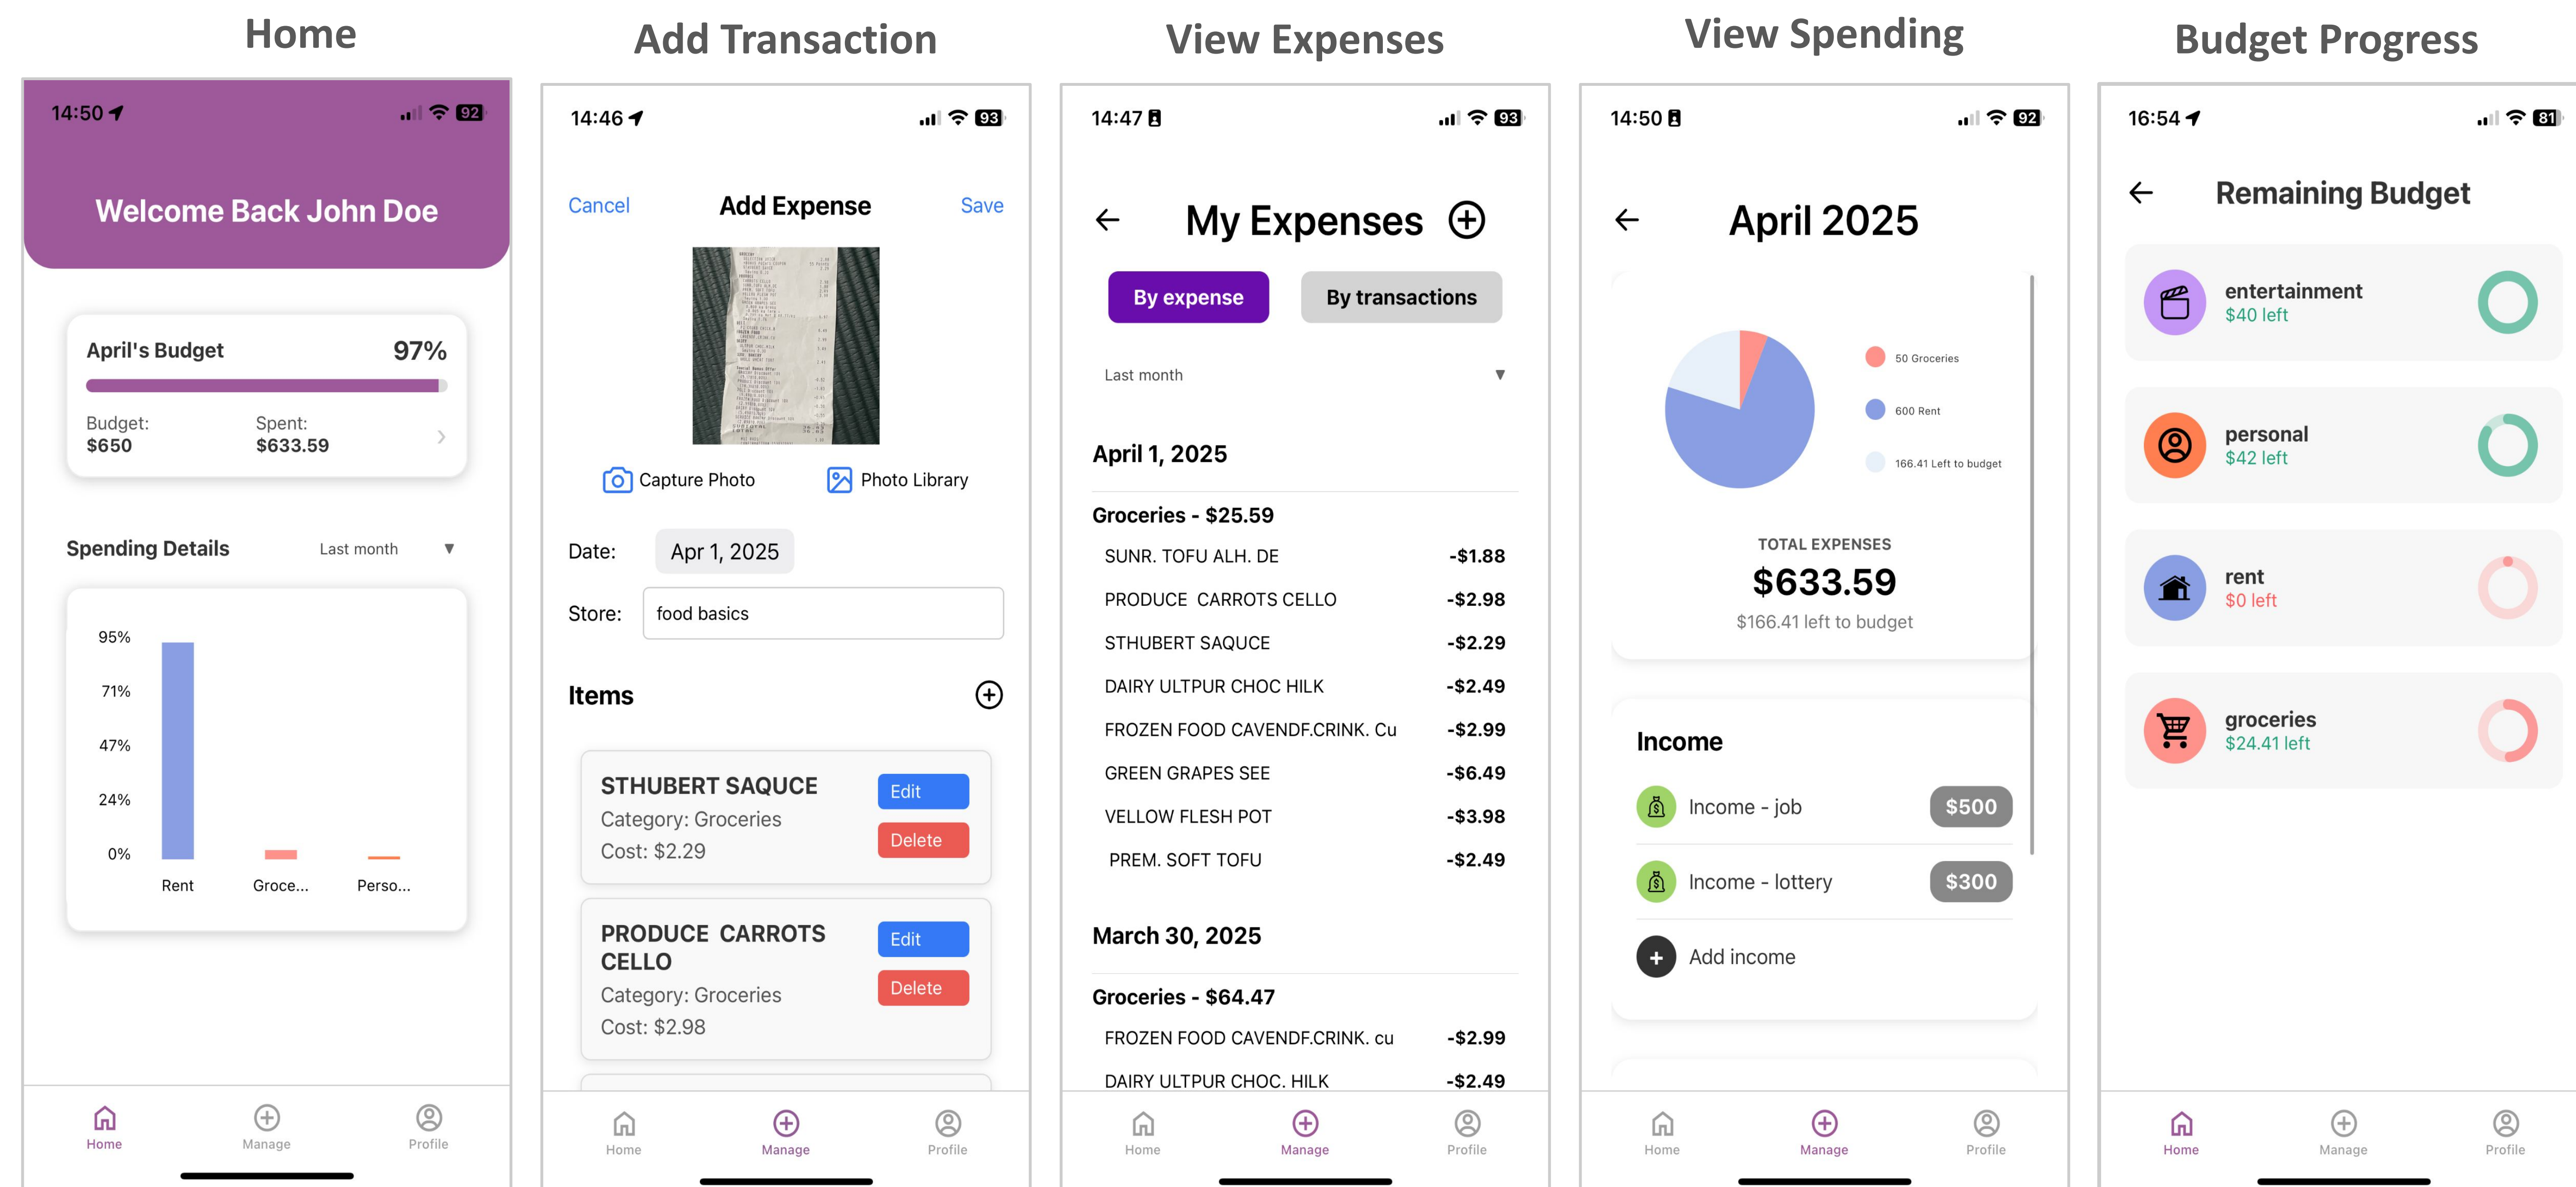 Home
14:50
92
Welcome Back John Doe
April's Budget
97%
Budget:
Spent:
$650
$633.59
Spending Details
Last month
95%
71%
47%
24%
0%
Rent
Groce...
Perso...
Home
Manage
Profile
Add Transaction
14:46
93
Cancel
Add Expense
Save
Capture Photo
Photo Library
Date:
Apr 1, 2025
Store:
food basics
Items
STHUBERT SAQUCE
Category: Groceries
Cost: $2.29
Edit
Delete
PRODUCE CARROTS
CELLO
Category: Groceries
Cost: $2.98
Edit
Delete
Home
Manage
Profile
View Expenses
14:47
93
My Expenses
By expense
By transactions
Last month
April 1, 2025
Groceries - $25.59
SUNR. TOFU ALH. DE -$1.88
PRODUCE CARROTS CELLO -$2.98
STHUBERT SAQUCE -$2.29
DAIRY ULTPUR CHOC HILK -$2.49
FROZEN FOOD CAVENDF.CRINK. Cu -$2.99
GREEN GRAPES SEE -$6.49
VELLOW FLESH POT -$3.98
PREM. SOFT TOFU -$2.49
March 30, 2025
Groceries - $64.47
FROZEN FOOD CAVENDF.CRINK. cu -$2.99
DAIRY ULTPUR CHOC. HILK -$2.49
Home
Manage
Profile
View Spending
14:50
92
April 2025
50 Groceries
600 Rent
166.41 Left to budget
TOTAL EXPENSES
$633.59
$166.41 left to budget
Income
Income - job
$500
Income - lottery
$300
Add income
Home
Manage
Profile
Budget Progress
16:54
81
Remaining Budget
entertainment
$40 left
personal
$42 left
rent
$0 left
groceries
$24.41 left
Home
Manage
Profile